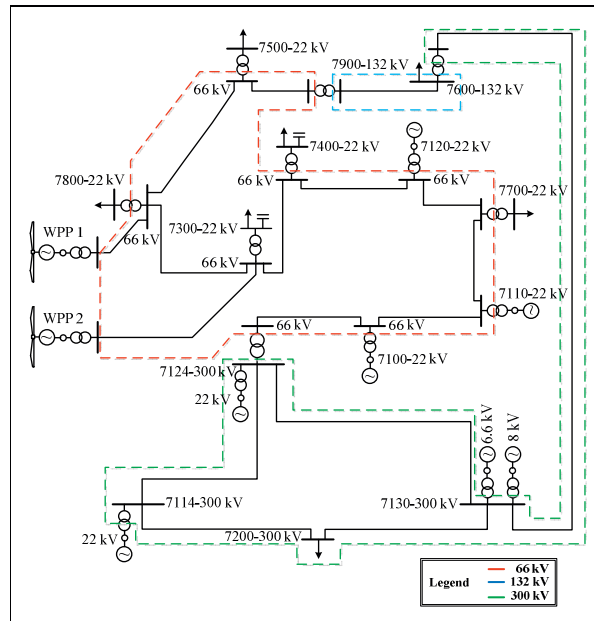 7500-22 kV
7900-132 kV
66 kV
7600-132 kV
7400-22 kV
7120-22 kV
7800-22 kV
66 kV
66 kV
7700-22 kV
7300-22 kV
WPP 1
66 kV
66 kV
7110-22 kV
WPP 2
66 kV
66 kV
7100-22 kV
7124-300 kV
22 kV
6.6 kV
8 kV
7114-300 kV
7130-300 kV
22 kV
7200-300 kV
Legend
66 kV
132 kV
300 kV